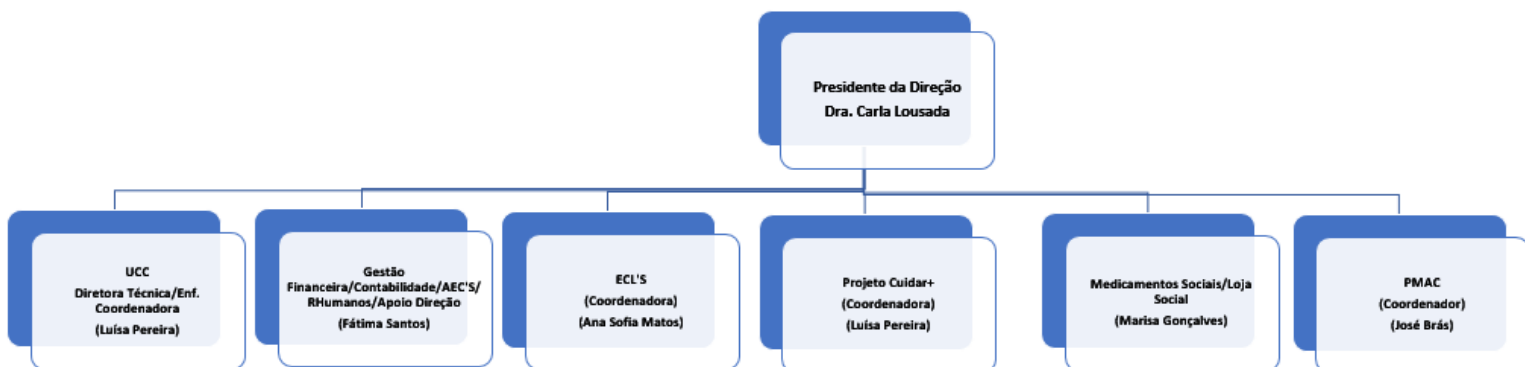 Presidente da Direção
Dra. Carla Lousada
UCC
Diretora Técnica/Enf.
Coordenadora
(Luísa Pereira)
Gestão
Financeira/Contabilidade/AEC'S/
RHumanos/Apoio Direção
(Fátima Santos)
ECL'S
(Coordenadora)
(Ana Sofia Matos)
Projeto Cuidar+
(Coordenadora)
(Luísa Pereira)
Medicamentos Sociais/Loja
Social
(Marisa Gonçalves)
PMAC
(Coordenador)
(José Brás)